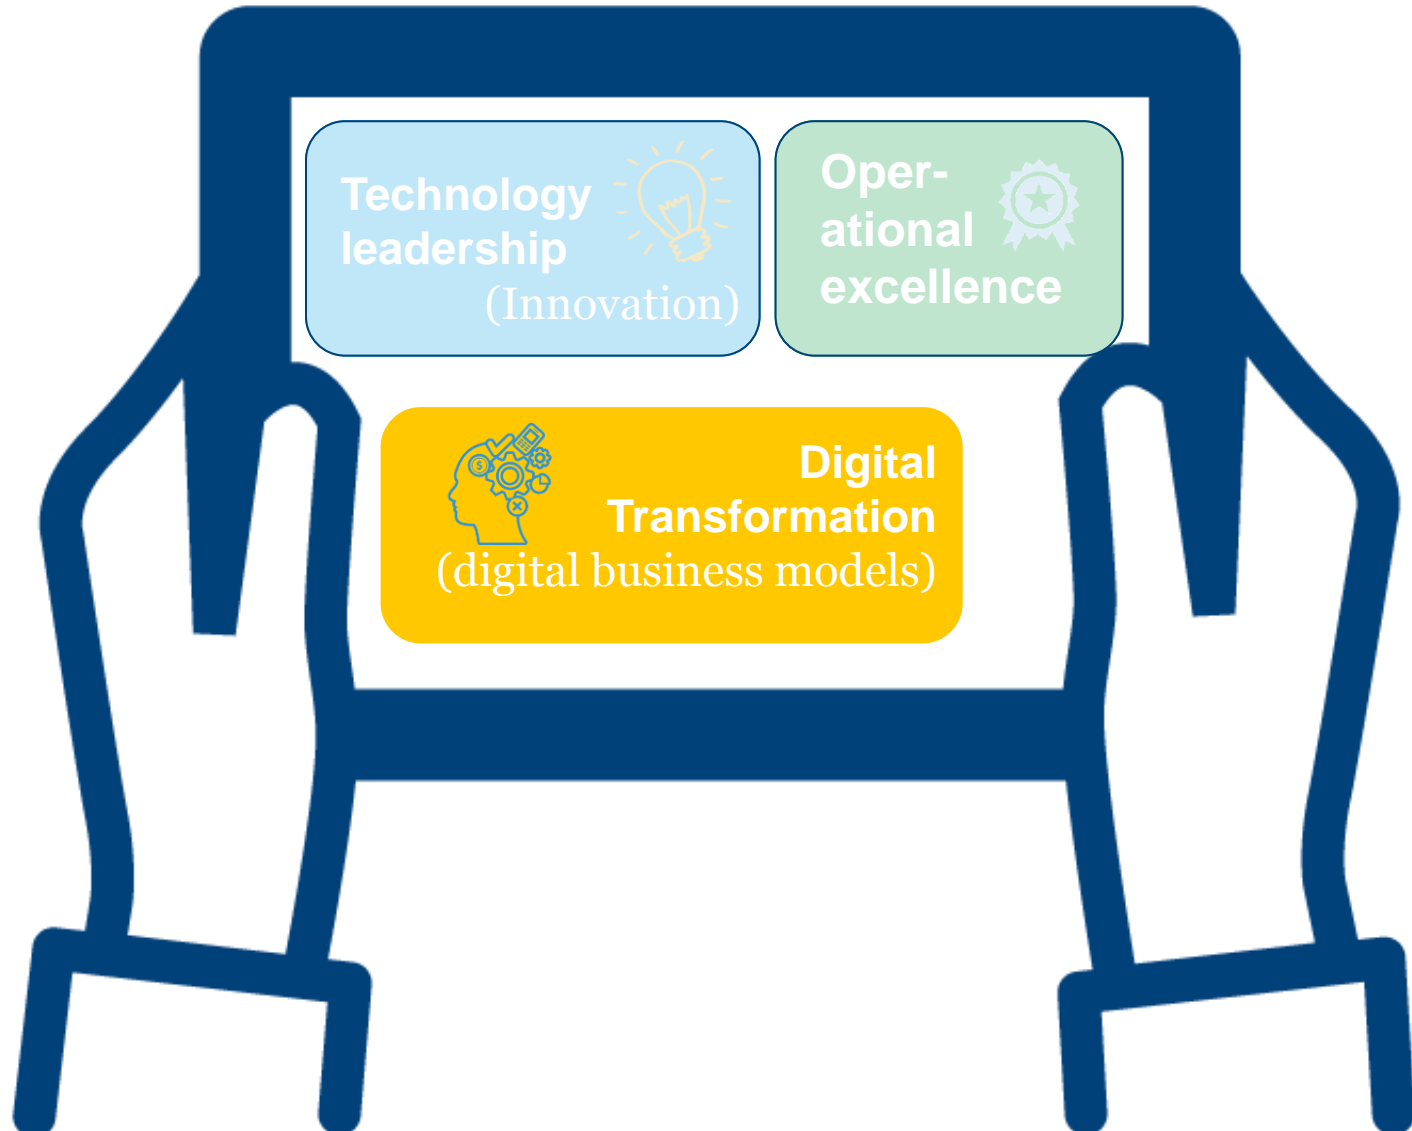 Technology
leadership
(Innovation)
Oper-
ational
excellence
$
Digital
Transformation
(digital business models)